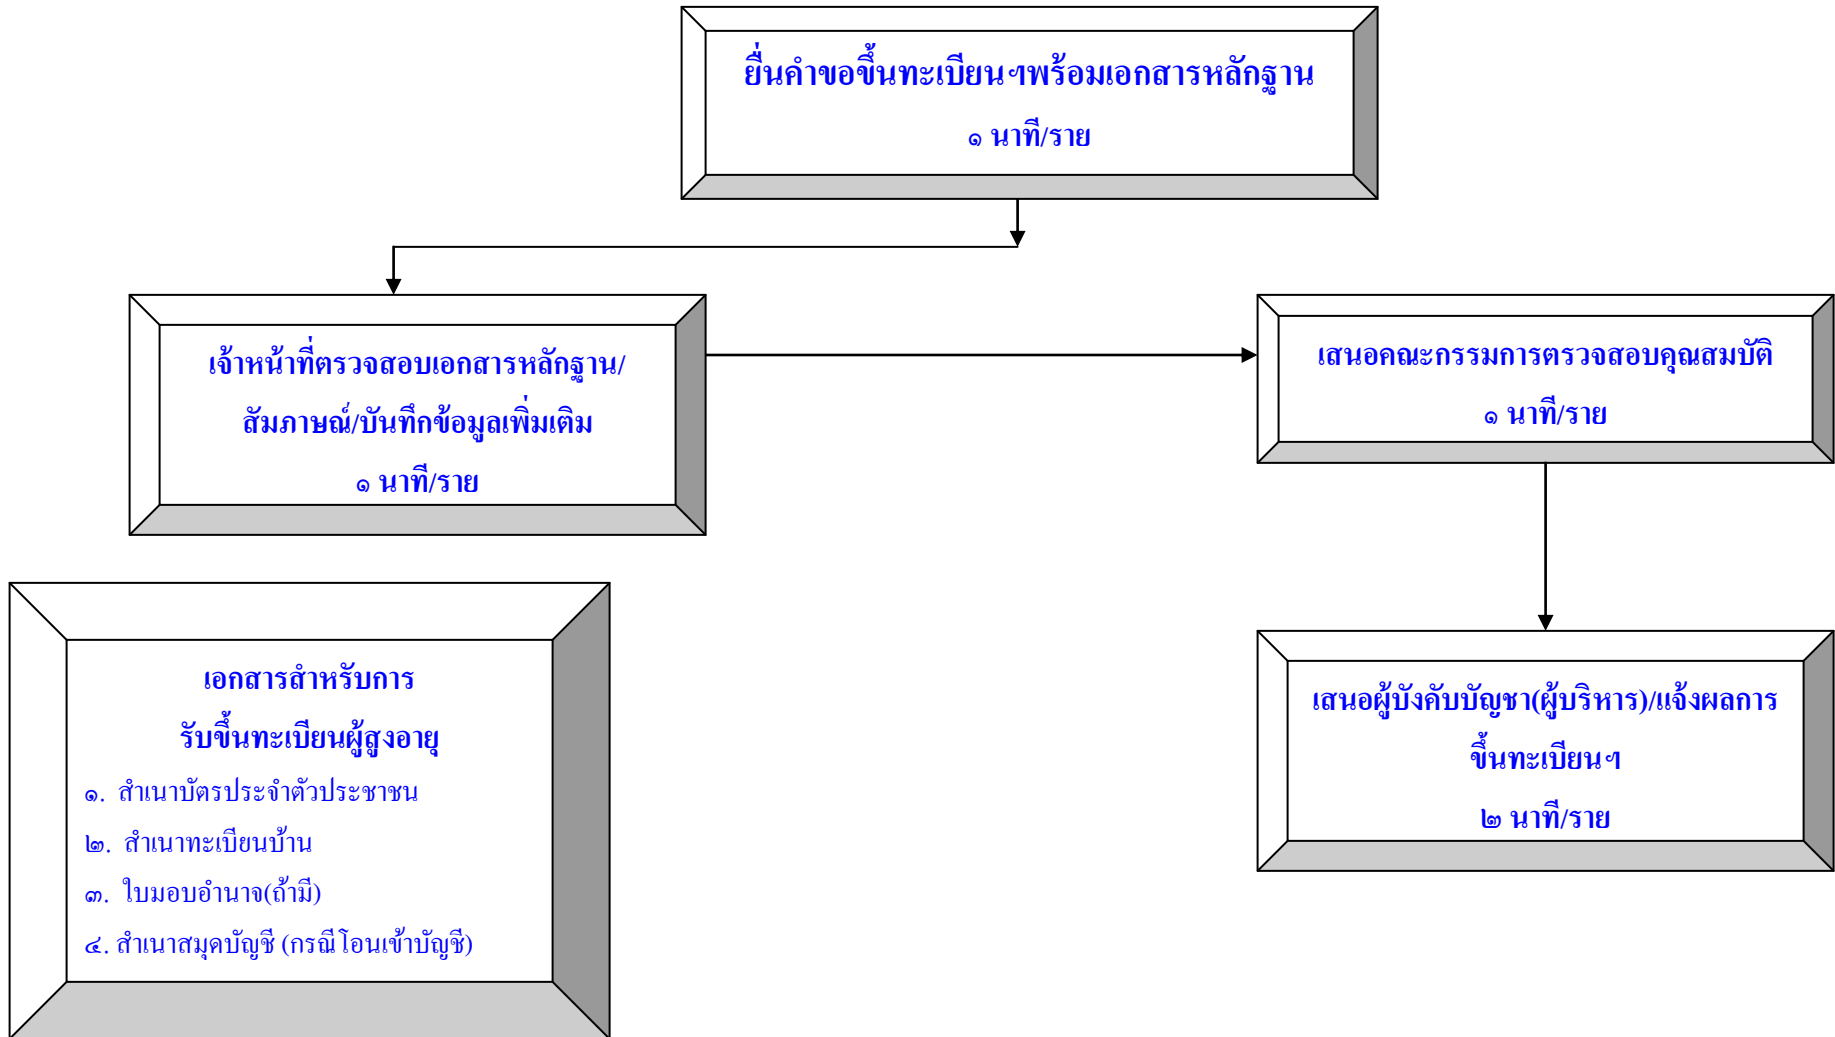 ยื่นคำขอขึ้นทะเบียนฯพร้อมเอกสารหลักฐาน
๑ นาที/ราย
เจ้าหน้าที่ตรวจสอบเอกสารหลักฐาน/
สัมภาษณ์/บันทึกข้อมูลเพิ่มเติม
๑ นาที/ราย
เสนอคณะกรรมการตรวจสอบคุณสมบัติ
๑ นาที/ราย
เสนอผู้บังคับบัญชา(ผู้บริหาร)/แจ้งผลการ
ขึ้นทะเบียนฯ
๒ นาที/ราย
เอกสารสำหรับการ
รับขึ้นทะเบียนผู้สูงอายุ
๑. สำเนาบัตรประจำตัวประชาชน
๒. สำเนาทะเบียนบ้าน
๓. ใบมอบอำนาจ(ถ้ามี)
๔. สำเนาสมุดบัญชี (กรณีโอนเข้าบัญชี)